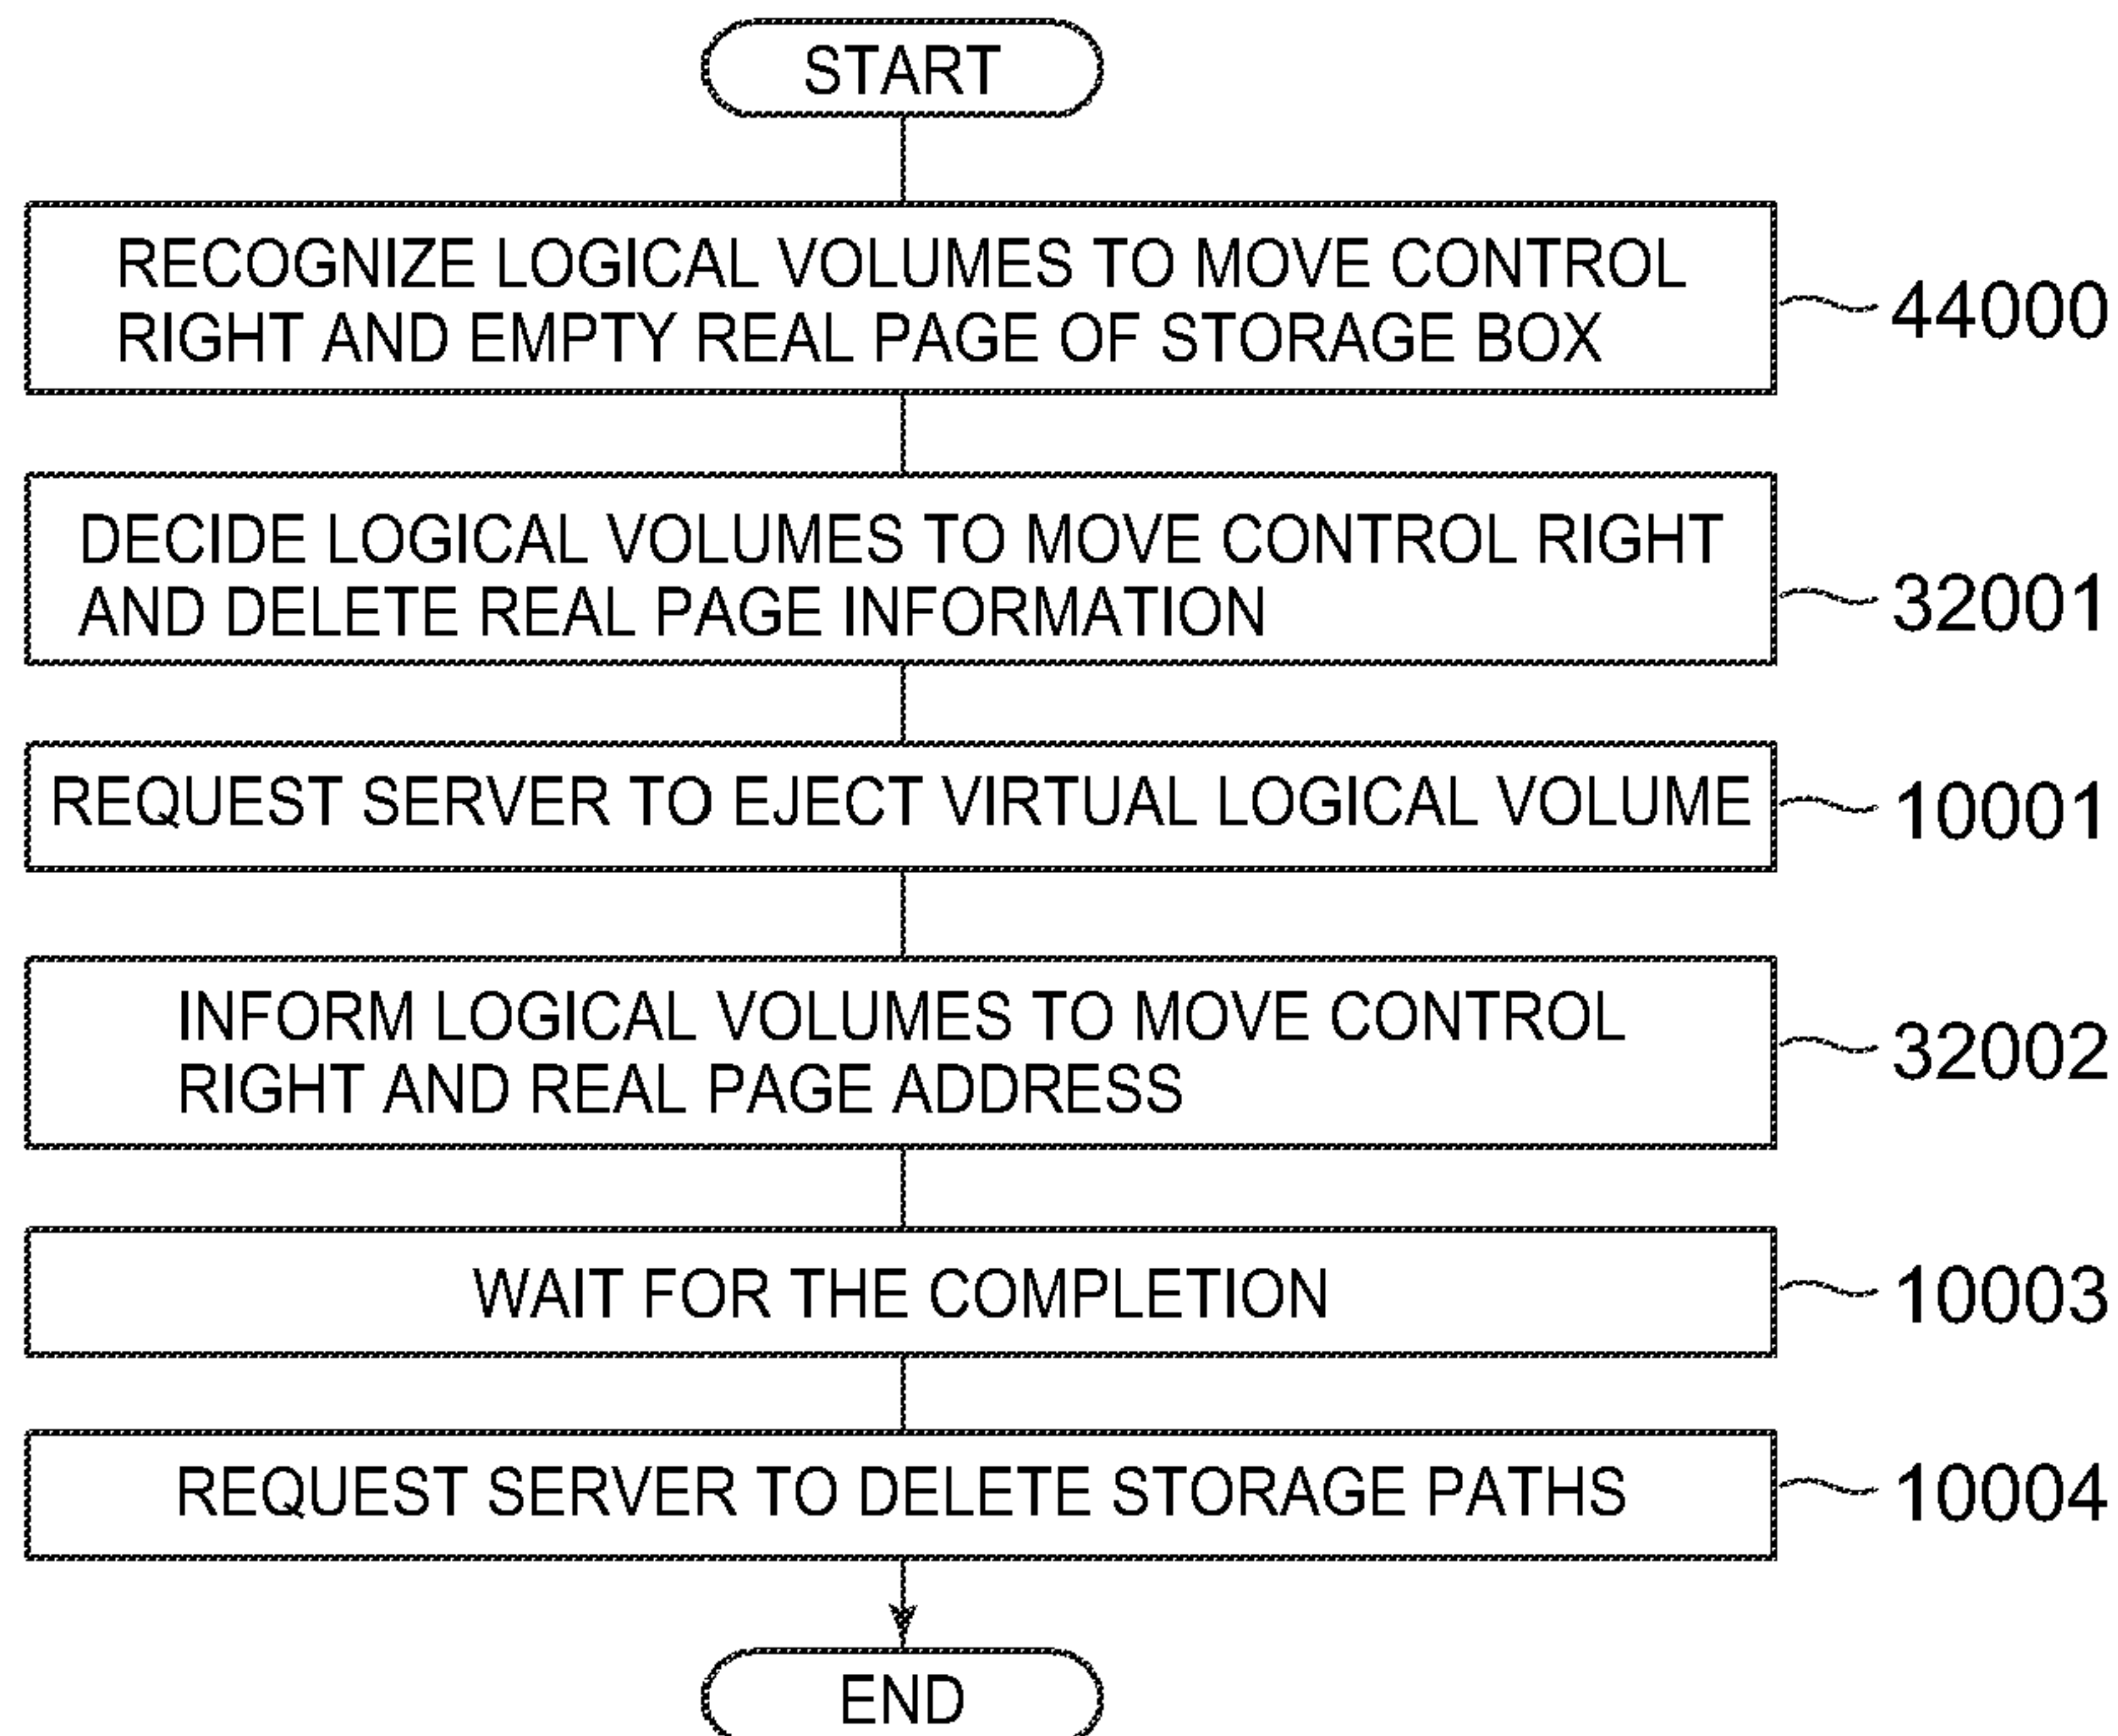 START
RECOGNIZE LOGICAL VOLUMES TO MOVE CONTROL
RIGHT AND EMPTY REAL PAGE OF STORAGE BOX
44000
DECIDE LOGICAL VOLUMES TO MOVE CONTROL RIGHT
AND DELETE REAL PAGE INFORMATION
32001
REQUEST SERVER TO EJECT VIRTUAL LOGICAL VOLUME
10001
INFORM LOGICAL VOLUMES TO MOVE CONTROL
RIGHT AND REAL PAGE ADDRESS
32002
WAIT FOR THE COMPLETION
10003
REQUEST SERVER TO DELETE STORAGE PATHS
10004
END